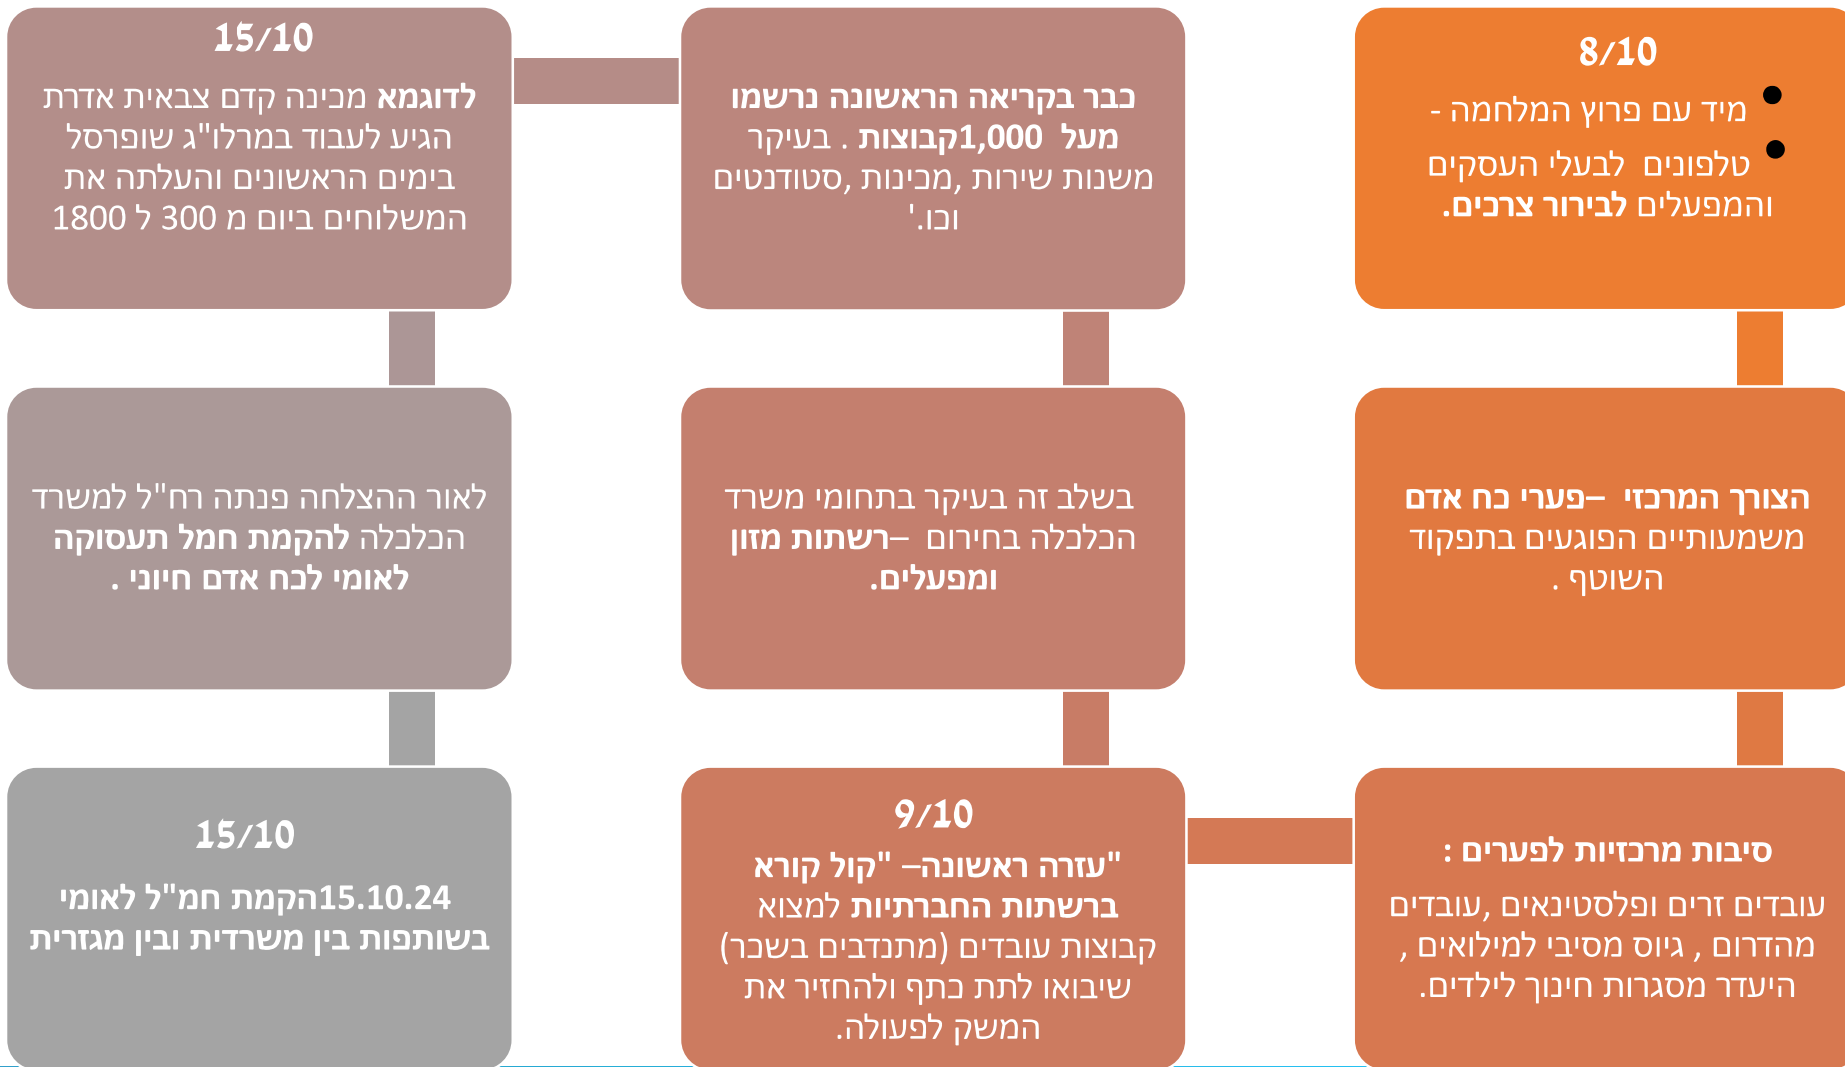 8/10
• מיד עם פרוץ המלחמה -
• טלפונים לבעלי העסקים
והמפעלים לבירור צרכים.
הצורך המרכזי –פערי כח אדם
משמעותיים הפוגעים בתפקוד
השוטף .
סיבות מרכזיות לפערים :
עובדים זרים ופלסטינאים ,עובדים
מהדרום , גיוס מסיבי למילואים ,
היעדר מסגרות חינוך לילדים.
9/10
"עזרה ראשונה– "קול קורא
ברשתות החברתיות למצוא
קבוצות עובדים (מתנדבים בשכר)
שיבואו לתת כתף ולהחזיר את
המשק לפעולה.
בשלב זה בעיקר בתחומי משרד
הכלכלה בחירום –רשתות מזון
ומפעלים.
כבר בקריאה הראשונה נרשמו
מעל 1,000קבוצות . בעיקר
משנות שירות ,מכינות ,סטודנטים
וכו.'
15/10
לדוגמא מכינה קדם צבאית אדרת
הגיע לעבוד במרלו"ג שופרסל
בימים הראשונים והעלתה את
המשלוחים ביום מ 300 ל 1800
לאור ההצלחה פנתה רח"ל למשרד
הכלכלה להקמת חמל תעסוקה
לאומי לכח אדם חיוני .
15/10
15.10.24הקמת חמ"ל לאומי
בשותפות בין משרדית ובין מגזרית